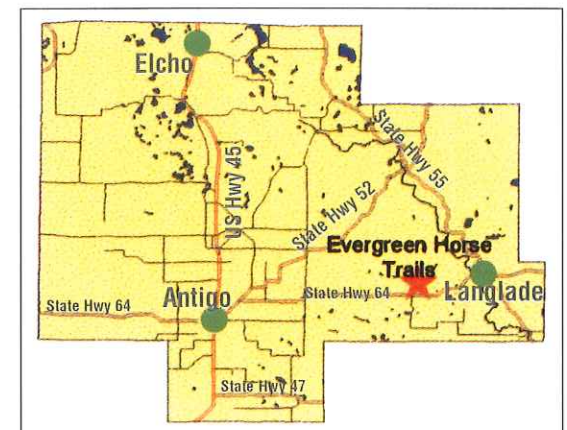 Elcho
State Hwy 55
US Hwy 45
State Hwy 52
Evergreen Horse
Trails
State Hwy 64
Antigo
State Hwy 64
Langlade
State Hwy 47